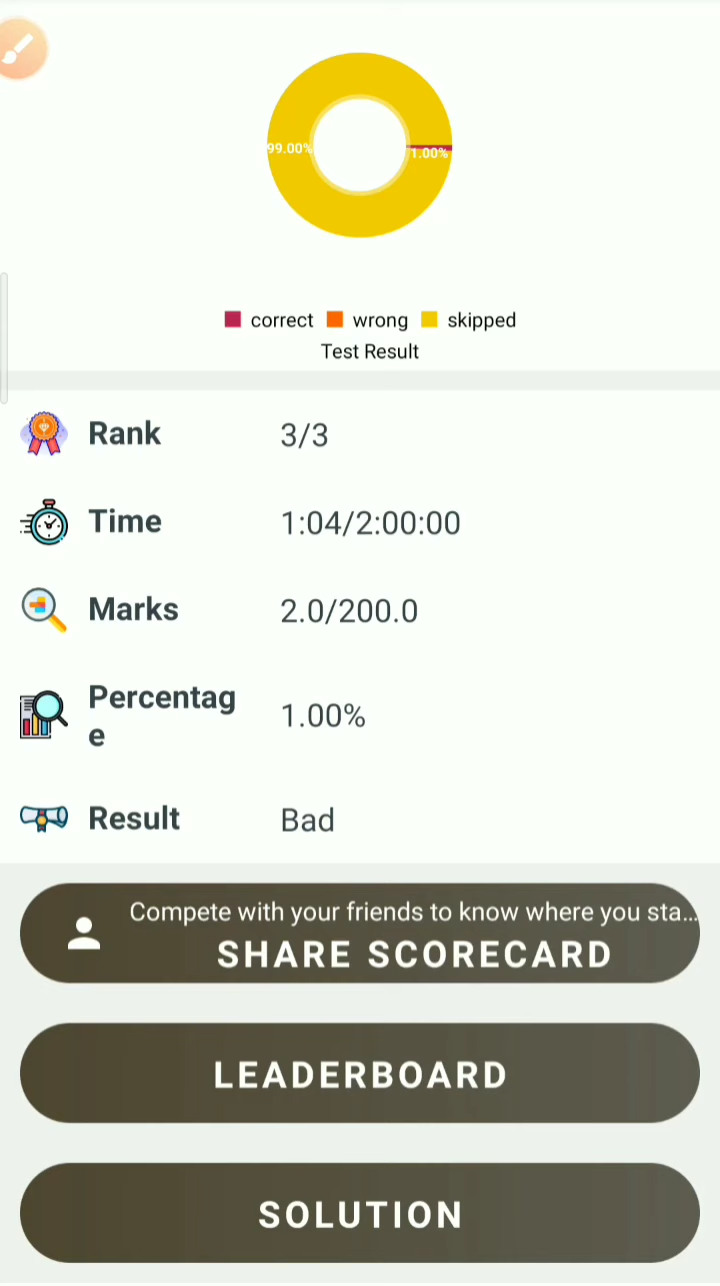 99.00%
1.00%
correct wrong skipped
Test Result
Rank 3/3
Time 1:04/2:00:00
Marks 2.0/200.0
Percentag
e 1.00%
Result Bad
Compete with your friends to know where you sta...
SHARE SCORECARD
LEADERBOARD
SOLUTION